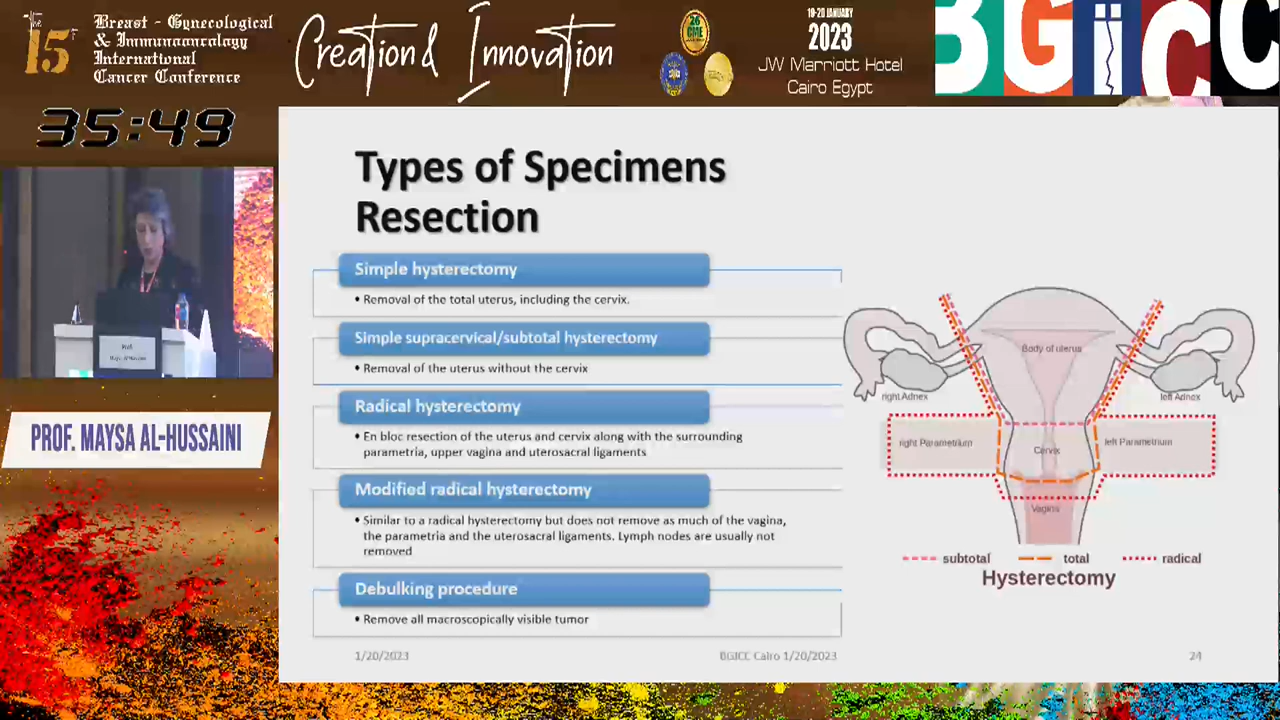 The
15th
Breast - Gynecological
& Immunooncology
International
Cancer Conference
Creation & Innovation
26
CME
19-20 JANUARY
2023
JW Marriott Hotel
Cairo Egypt
BGiCC
35:49
Prof.
PROF. MAYSA AL-HUSSAINI
Types of Specimens
Resection
Simple hysterectomy
• Removal of the total uterus, including the cervix.
Simple supracervical/subtotal hysterectomy
• Removal of the uterus without the cervix
Radical hysterectomy
• En bloc resection of the uterus and cervix along with the surrounding
parametria, upper vagina and uterosacral ligaments
Modified radical hysterectomy
• Similar to a radical hysterectomy but does not remove as much of the vagina,
the parametria and the uterosacral ligaments. Lymph nodes are usually not
removed
Debulking procedure
• Remove all macroscopically visible tumor
Body of uterus
right Adnex
left Adnex
right Parametrium
left Parametrium
Cervix
Vagina
subtotal
total
radical
Hysterectomy
1/20/2023
BGICC Cairo 1/20/2023
24